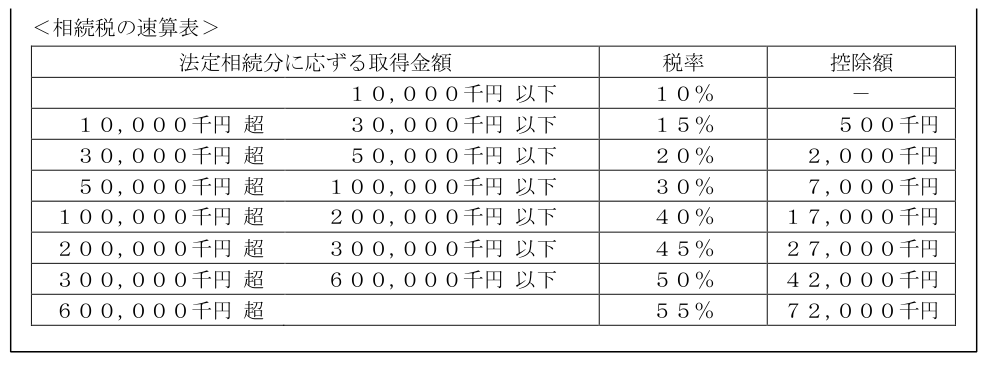 ＜相続税の速算表＞
法定相続分に応ずる取得金額 税率 控除額
１０,０００千円 以下 １０％ －
１０,０００千円 超 ３０,０００千円 以下 １５％ ５００千円
３０,０００千円 超 ５０,０００千円 以下 ２０％ ２,０００千円
５０,０００千円 超 １００,０００千円 以下 ３０％ ７,０００千円
１００,０００千円 超 ２００,０００千円 以下 ４０％ １７,０００千円
２００,０００千円 超 ３００,０００千円 以下 ４５％ ２７,０００千円
３００,０００千円 超 ６００,０００千円 以下 ５０％ ４２,０００千円
６００,０００千円 超 ５５％ ７２,０００千円